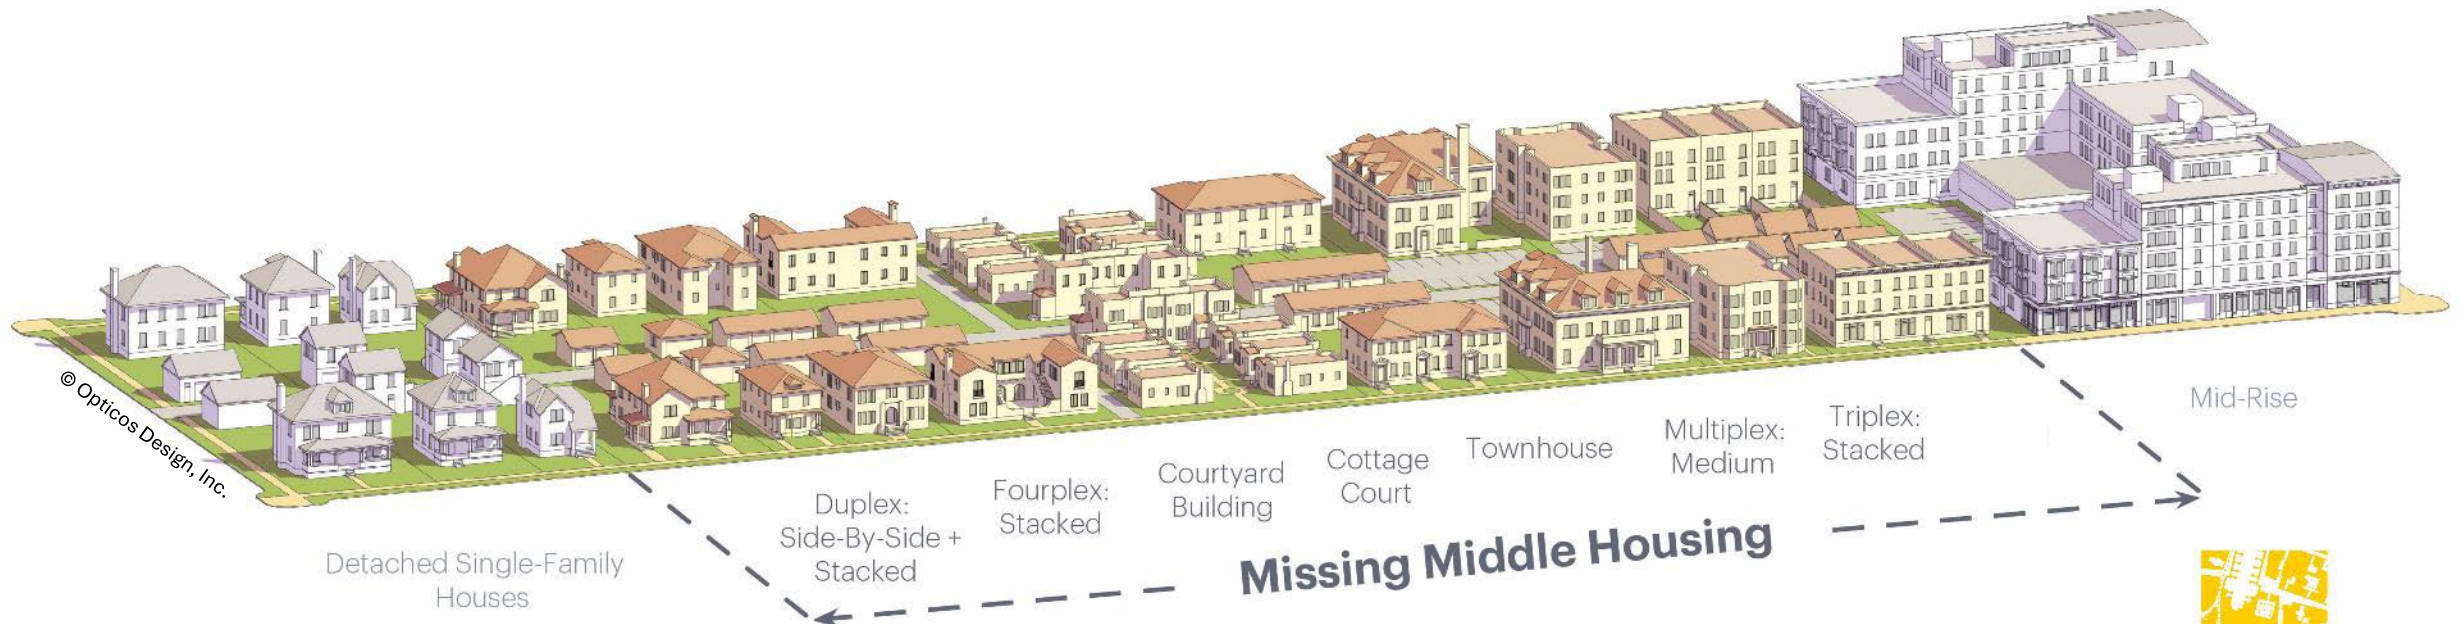 © Opticos Design, Inc.
Detached Single-Family
Houses
Duplex:
Side-By-Side +
Stacked
Fourplex:
Stacked
Courtyard
Building
Cottage
Court
Townhouse
Multiplex:
Medium
Triplex:
Stacked
Mid-Rise
Missing Middle Housing